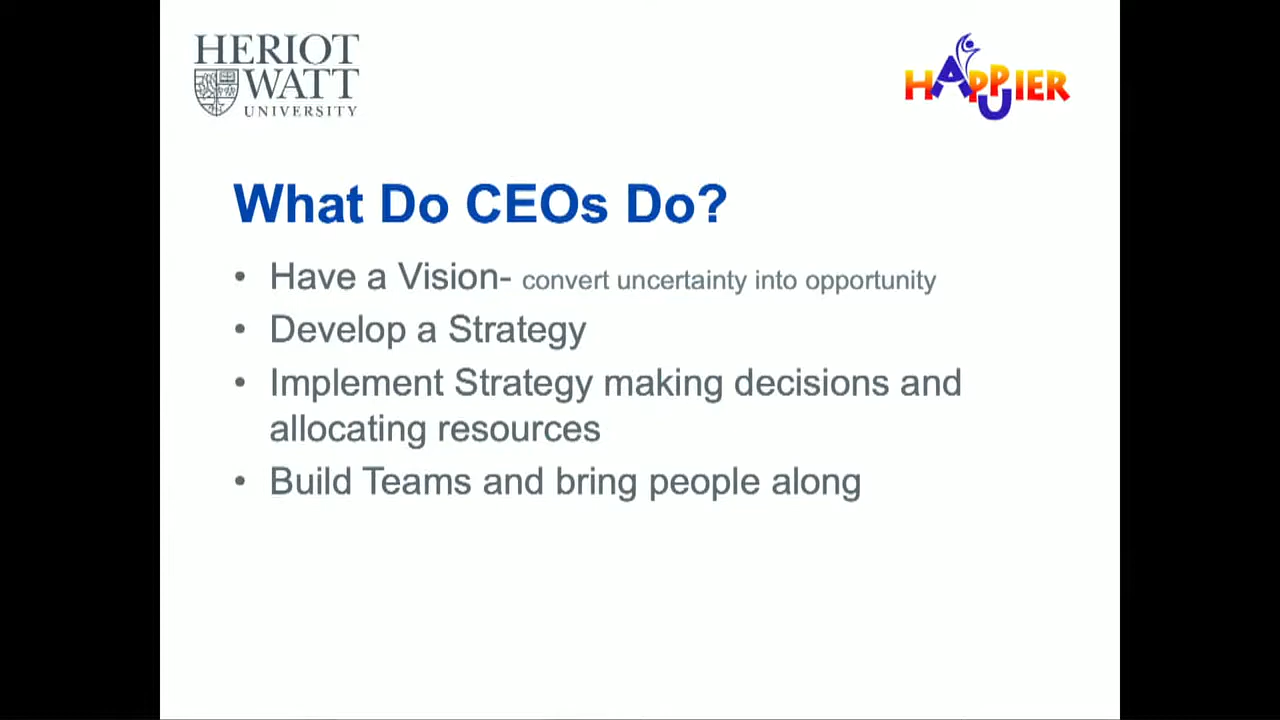 HERIOT
WATT
UNIVERSITY
HAPPIER
U
What Do CEOs Do?
• Have a Vision- convert uncertainty into opportunity
• Develop a Strategy
• Implement Strategy making decisions and
allocating resources
• Build Teams and bring people along